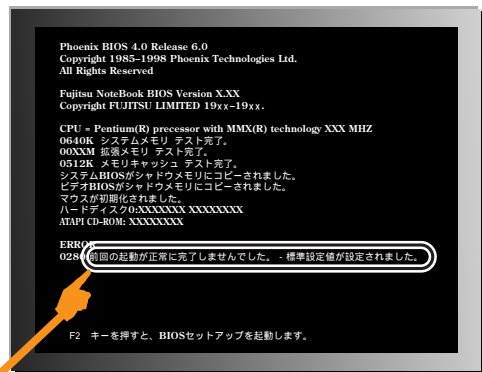 Phoenix BIOS 4.0 Release 6.0
Copyright 1985–1998 Phoenix Technologies Ltd.
All Rights Reserved
Fujitsu NoteBook BIOS Version X.XX
Copyright FUJITSU LIMITED 19xx–19xx.
CPU = Pentium(R) precessor with MMX(R) technology XXX MHZ
0640K システムメモリ テスト完了。
00XXM 拡張メモリ テスト完了。
0512K メモリキャッシュ テスト完了。
システムBIOSがシャドウメモリにコピーされました。
ビデオBIOSがシャドウメモリにコピーされました。
マウスが初期化されました。
ハードディスク0:XXXXXXX XXXXXXXX
ATAPI CD-ROM: XXXXXXXX
ERROR
0280 前回の起動が正常に完了しませんでした。 - 標準設定値が設定されました。
F2 キーを押すと、BIOSセットアップを起動します。